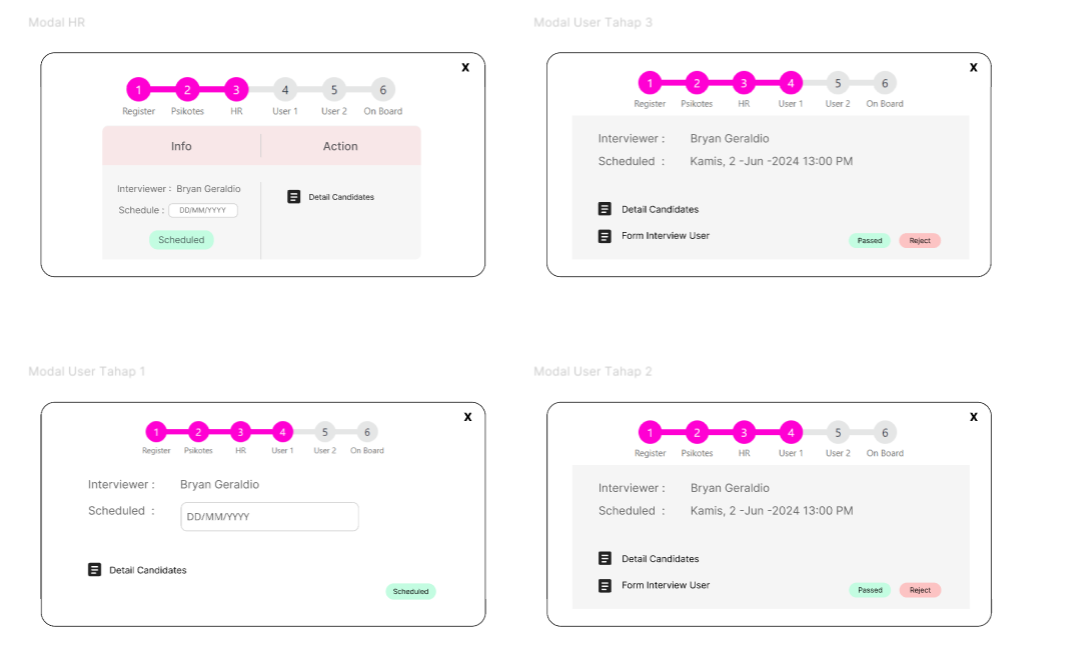 Modal HR
X
1 2 3 4 5 6
Register Psikotes HR User 1 User 2 On Board
Info Action
Interviewer : Bryan Geraldio
Schedule : DD/MM/YYYY
Scheduled
Detail Candidates
Modal User Tahap 3
X
1 2 3 4 5 6
Register Psikotes HR User 1 User 2 On Board
Interviewer : Bryan Geraldio
Scheduled : Kamis, 2 -Jun -2024 13:00 PM
Detail Candidates
Form Interview User
Passed Reject
Modal User Tahap 1
X
1 2 3 4 5 6
Register Psikotes HR User 1 User 2 On Board
Interviewer : Bryan Geraldio
Scheduled : DD/MM/YYYY
Detail Candidates
Scheduled
Modal User Tahap 2
X
1 2 3 4 5 6
Register Psikotes HR User 1 User 2 On Board
Interviewer : Bryan Geraldio
Scheduled : Kamis, 2 -Jun -2024 13:00 PM
Detail Candidates
Form Interview User
Passed Reject